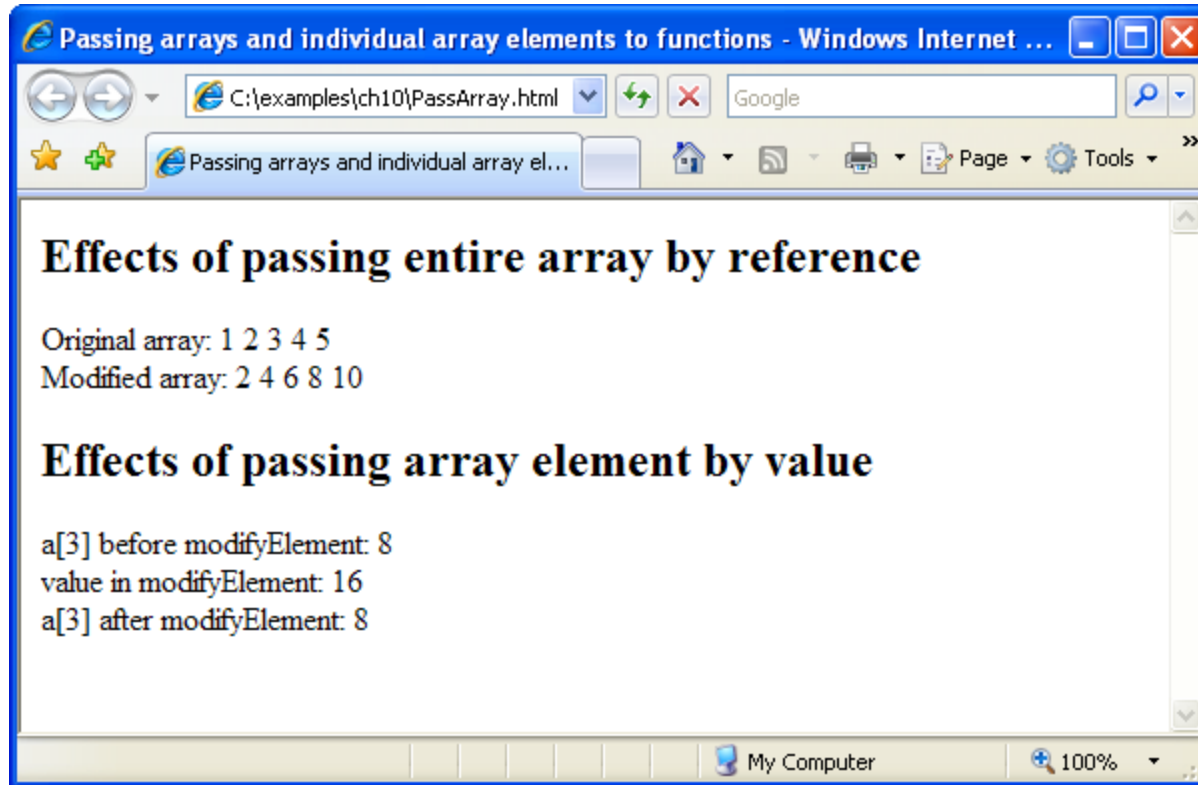 Passing arrays and individual array elements to functions - Windows Internet ...
C:\examples\ch10\PassArray.html
Google
Passing arrays and individual array el...
Page
Tools
»
Effects of passing entire array by reference
Original array: 1 2 3 4 5
Modified array: 2 4 6 8 10
Effects of passing array element by value
a[3] before modifyElement: 8
value in modifyElement: 16
a[3] after modifyElement: 8
My Computer
100%